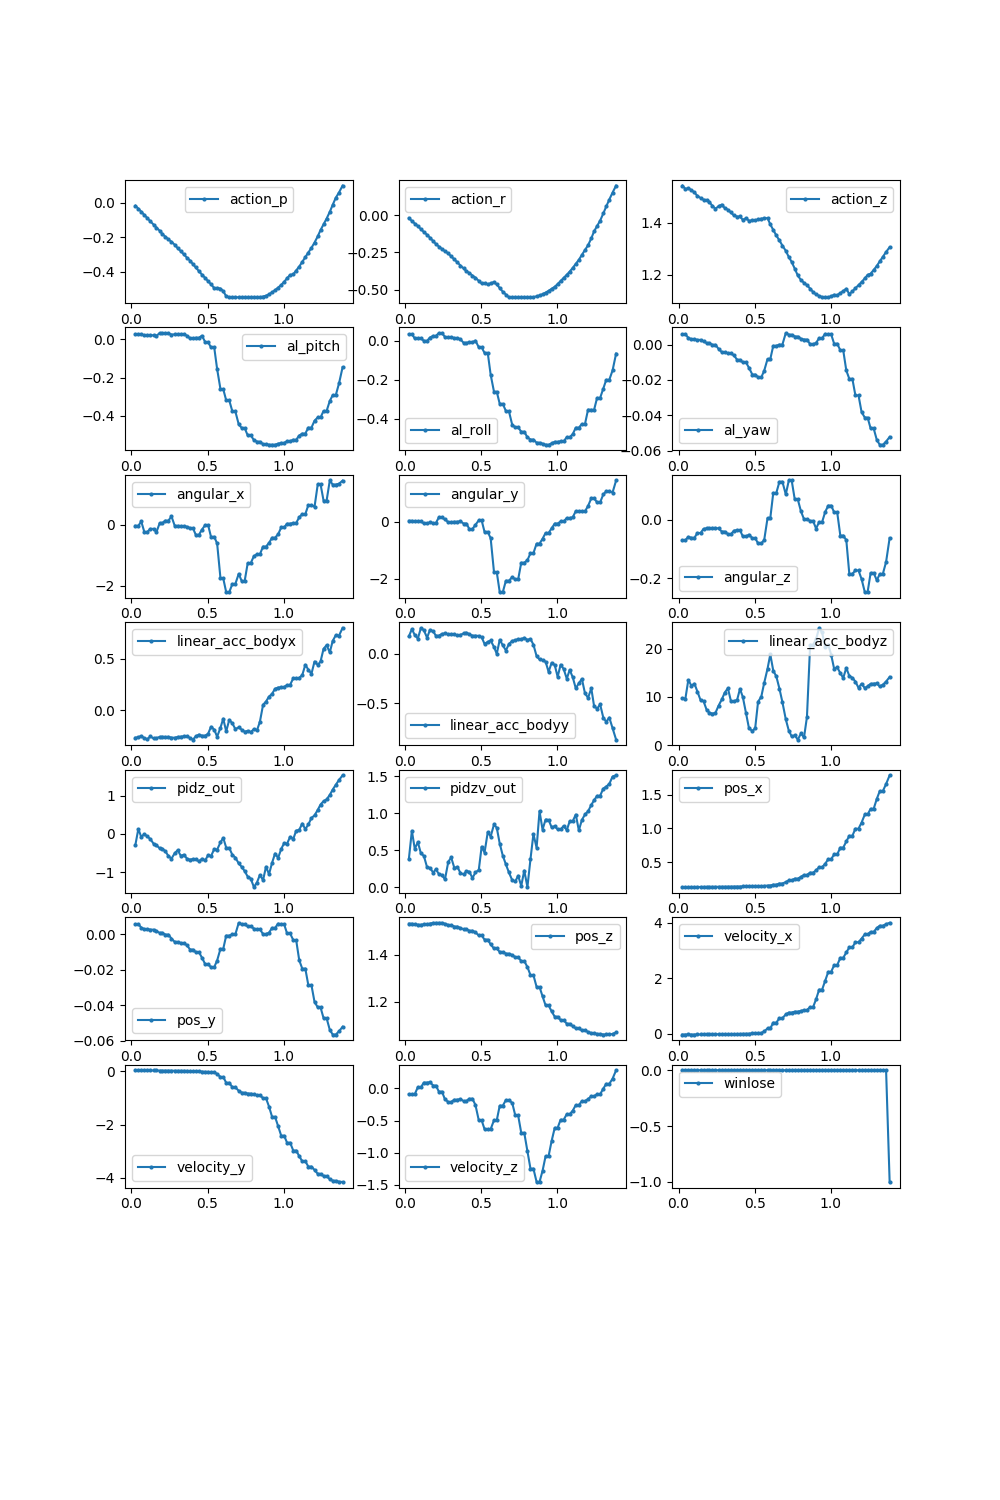 action_p
action_r
action_z
0.0
−0.2
−0.4
0.00
−0.25
−0.50
1.4
1.2
0.0 0.5 1.0
0.0 0.5 1.0
0.0 0.5 1.0
al_pitch
al_roll
al_yaw
0.0
−0.2
−0.4
0.0
−0.2
−0.4
0.00
−0.02
−0.04
−0.06
0.0 0.5 1.0
0.0 0.5 1.0
0.0 0.5 1.0
angular_x
angular_y
angular_z
0
−2
0
−2
0.0
−0.2
0.0 0.5 1.0
0.0 0.5 1.0
0.0 0.5 1.0
linear_acc_bodyx
linear_acc_bodyy
linear_acc_bodyz
0.5
0.0
0.0
−0.5
20
10
0
0.0 0.5 1.0
0.0 0.5 1.0
0.0 0.5 1.0
pidz_out
pidzv_out
pos_x
1
0
−1
1.5
1.0
0.5
0.0
1.5
1.0
0.5
0.0 0.5 1.0
0.0 0.5 1.0
0.0 0.5 1.0
pos_y
pos_z
velocity_x
0.00
−0.02
−0.04
−0.06
1.4
1.2
4
2
0
0.0 0.5 1.0
0.0 0.5 1.0
0.0 0.5 1.0
velocity_y
velocity_z
winlose
0
−2
−4
0.0
−0.5
−1.0
−1.5
0.0
−0.5
−1.0
0.0 0.5 1.0
0.0 0.5 1.0
0.0 0.5 1.0